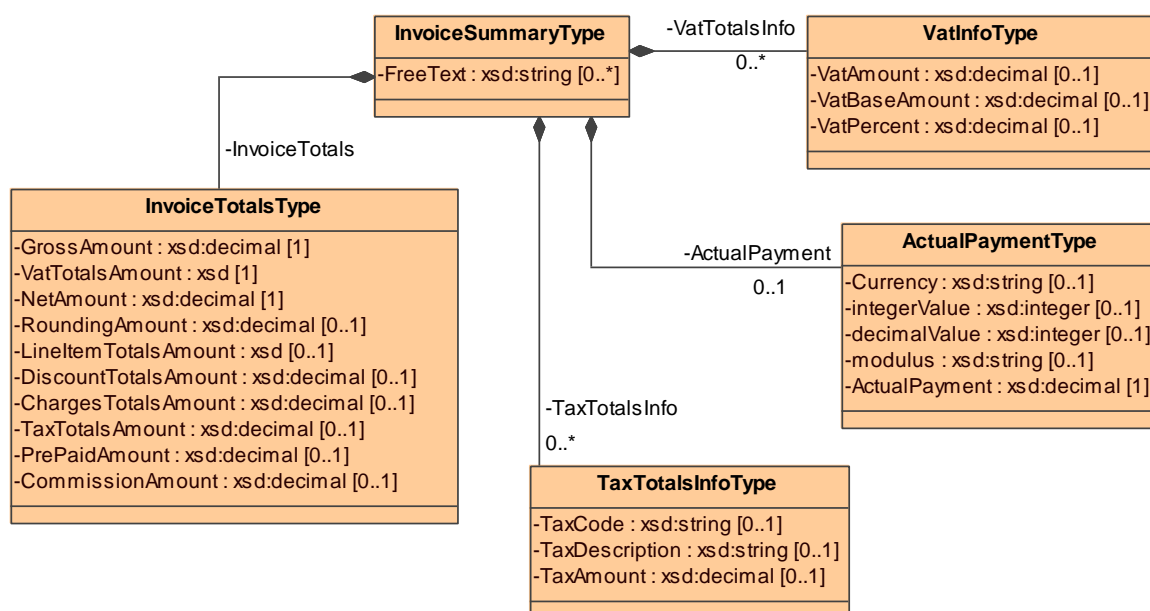 InvoiceSummaryType
-FreeText : xsd:string [0..*]
-VatTotalsInfo
0..*
VatInfoType
-VatAmount : xsd:decimal [0..1]
-VatBaseAmount : xsd:decimal [0..1]
-VatPercent : xsd:decimal [0..1]
-InvoiceTotals
InvoiceTotalsType
-GrossAmount : xsd:decimal [1]
-VatTotalsAmount : xsd [1]
-NetAmount : xsd:decimal [1]
-RoundingAmount : xsd:decimal [0..1]
-LineItemTotalsAmount : xsd [0..1]
-DiscountTotalsAmount : xsd:decimal [0..1]
-ChargesTotalsAmount : xsd:decimal [0..1]
-TaxTotalsAmount : xsd:decimal [0..1]
-PrePaidAmount : xsd:decimal [0..1]
-CommissionAmount : xsd:decimal [0..1]
-ActualPayment
0..1
ActualPaymentType
-Currency : xsd:string [0..1]
-integerValue : xsd:integer [0..1]
-decimalValue : xsd:integer [0..1]
-modulus : xsd:string [0..1]
-ActualPayment : xsd:decimal [1]
-TaxTotalsInfo
0..*
TaxTotalsInfoType
-TaxCode : xsd:string [0..1]
-TaxDescription : xsd:string [0..1]
-TaxAmount : xsd:decimal [0..1]